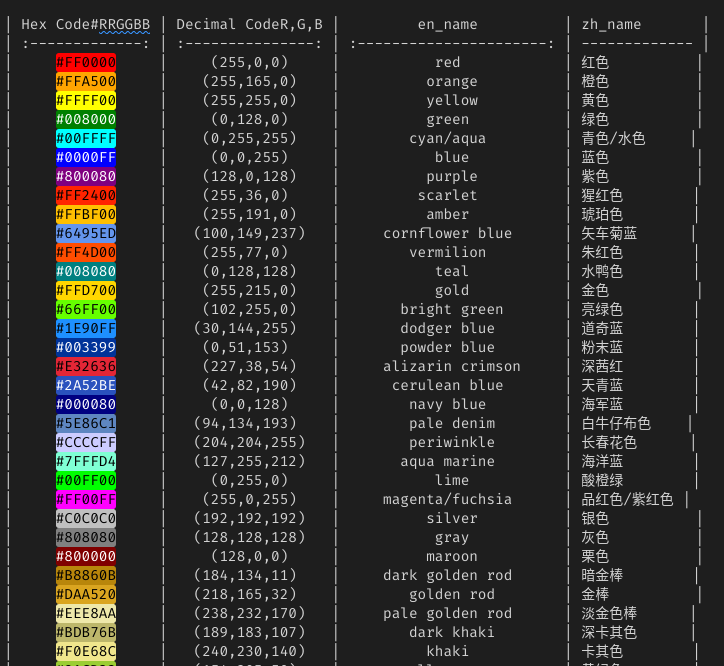 | Hex Code#RRGGBB | Decimal CodeR,G,B | en_name | zh_name |
| :-------------: | :---------------: | :----------------------: | ------------- |
| #FF0000 | (255,0,0) | red | 红色 |
| #FFA500 | (255,165,0) | orange | 橙色 |
| #FFFF00 | (255,255,0) | yellow | 黄色 |
| #008000 | (0,128,0) | green | 绿色 |
| #00FFFF | (0,255,255) | cyan/aqua | 青色/水色 |
| #0000FF | (0,0,255) | blue | 蓝色 |
| #800080 | (128,0,128) | purple | 紫色 |
| #FF2400 | (255,36,0) | scarlet | 猩红色 |
| #FFBF00 | (255,191,0) | amber | 琥珀色 |
| #6495ED | (100,149,237) | cornflower blue | 矢车菊蓝 |
| #FF4D00 | (255,77,0) | vermilion | 朱红色 |
| #008080 | (0,128,128) | teal | 水鸭色 |
| #FFD700 | (255,215,0) | gold | 金色 |
| #66FF00 | (102,255,0) | bright green | 亮绿色 |
| #1E90FF | (30,144,255) | dodger blue | 道奇蓝 |
| #003399 | (0,51,153) | powder blue | 粉末蓝 |
| #E32636 | (227,38,54) | alizarin crimson | 深茜红 |
| #2A52BE | (42,82,190) | cerulean blue | 天青蓝 |
| #000080 | (0,0,128) | navy blue | 海军蓝 |
| #5E86C1 | (94,134,193) | pale denim | 白牛仔布色 |
| #CCCCFF | (204,204,255) | periwinkle | 长春花色 |
| #7FFFD4 | (127,255,212) | aqua marine | 海洋蓝 |
| #00FF00 | (0,255,0) | lime | 酸橙绿 |
| #FF00FF | (255,0,255) | magenta/fuchsia | 品红色/紫红色 |
| #C0C0C0 | (192,192,192) | silver | 银色 |
| #808080 | (128,128,128) | gray | 灰色 |
| #800000 | (128,0,0) | maroon | 栗色 |
| #B8860B | (184,134,11) | dark golden rod | 暗金棒 |
| #DAA520 | (218,165,32) | golden rod | 金棒 |
| #EEE8AA | (238,232,170) | pale golden rod | 淡金色棒 |
| #BDB76B | (189,183,107) | dark khaki | 深卡其色 |
| #F0E68C | (240,230,140) | khaki | 卡其色 |